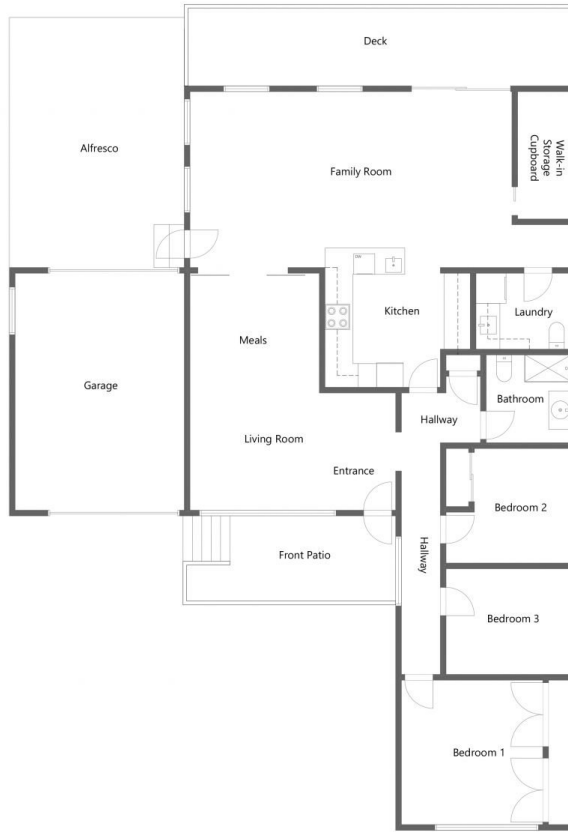 Deck
Alfresco
Family Room
Walk-in
Storage
Cupboard
DW
Kitchen
Laundry
Meals
Garage
Bathroom
Hallway
Living Room
Entrance
Bedroom 2
Front Patio
Hallway
Bedroom 3
Bedroom 1